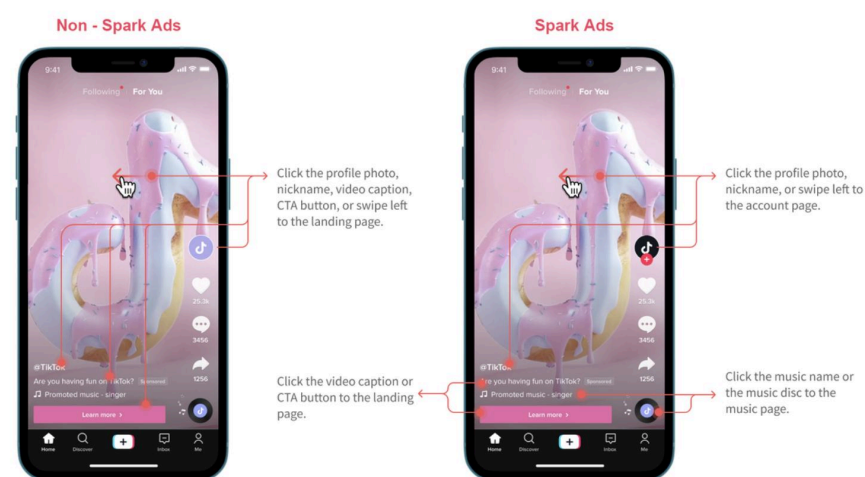 Non - Spark Ads
9:41
Following For You
Click the profile photo,
nickname, video caption,
CTA button, or swipe left
to the landing page.
25.3k
3456
1256
@TikTok
Are you having fun on TikTok? Sponsored
Promoted music - singer
Learn more >
Home Discover Inbox Me
Spark Ads
9:41
Following For You
Click the profile photo,
nickname, or swipe left to
the account page.
25.3k
3456
1256
@TikTok
Are you having fun on TikTok? Sponsored
Promoted music - singer
Learn more >
Home Discover Inbox Me
Click the video caption or
CTA button to the landing
page.
Click the music name or
the music disc to the
music page.